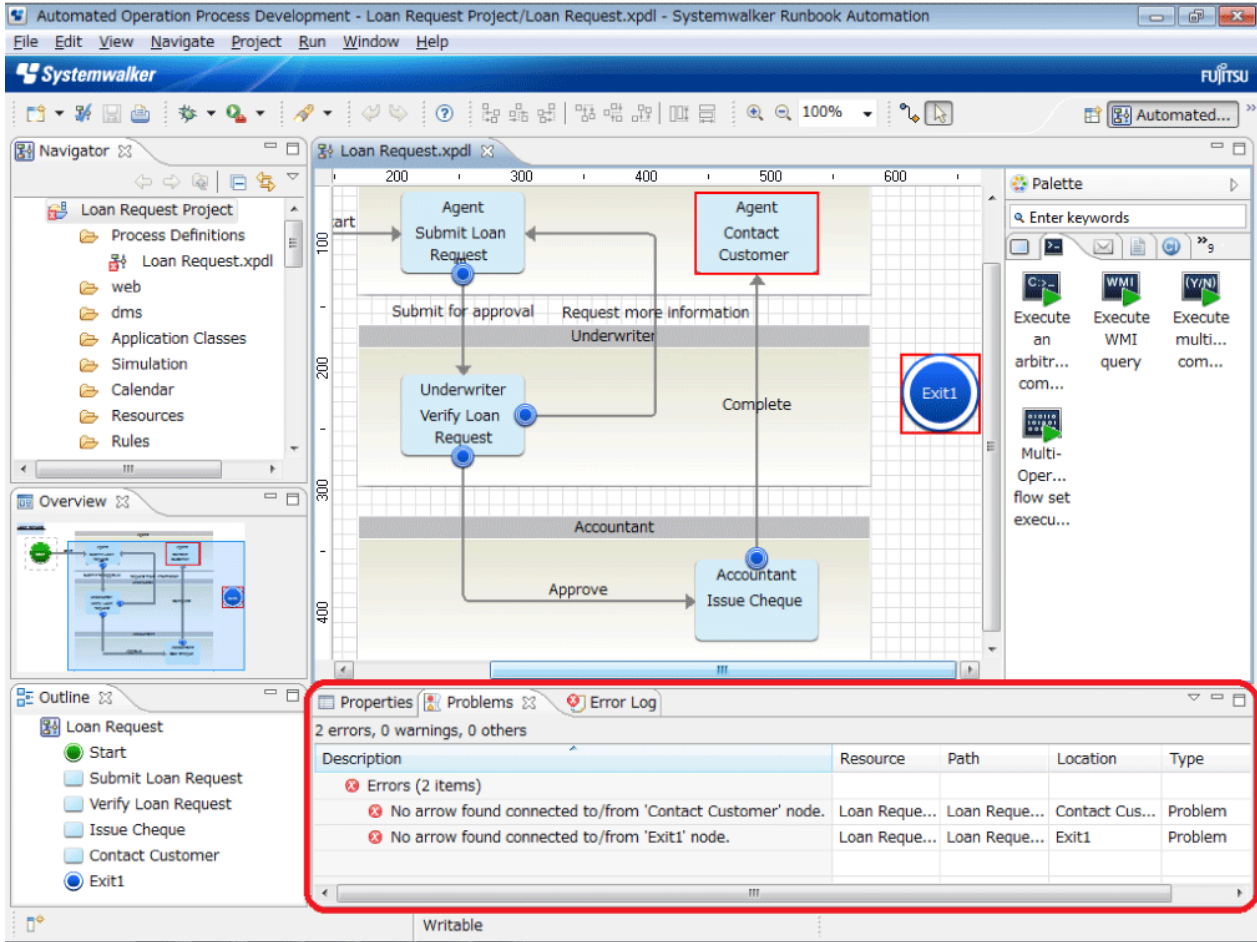 Automated Operation Process Development - Loan Request Project/Loan Request.xpdl - Systemwalker Runbook Automation
File Edit View Navigate Project Run Window Help
Systemwalker
FUJITSU
100%
Automated...
Navigator
Loan Request.xpdl
Loan Request Project
Process Definitions
Loan Request.xpdl
web
dms
Application Classes
Simulation
Calendar
Resources
Rules
200 300 400 500 600
100
200
300
400
art
Agent
Submit Loan
Request
Agent
Contact
Customer
Submit for approval
Request more information
Underwriter
Underwriter
Verify Loan
Request
Complete
Exit1
Accountant
Approve
Accountant
Issue Cheque
Palette
Enter keywords
9
C:>_
WMI
(Y/N)
Execute
an
arbitr...
com...
Execute
WMI
query
Execute
multi...
com...
Multi-
Oper...
flow set
execu...
Overview
Outline
Loan Request
Start
Submit Loan Request
Verify Loan Request
Issue Cheque
Contact Customer
Exit1
Properties Problems Error Log
2 errors, 0 warnings, 0 others
Description Resource Path Location Type
Errors (2 items)
No arrow found connected to/from 'Contact Customer' node. Loan Reque... Loan Reque... Contact Cus... Problem
No arrow found connected to/from 'Exit1' node. Loan Reque... Loan Reque... Exit1 Problem
Writable